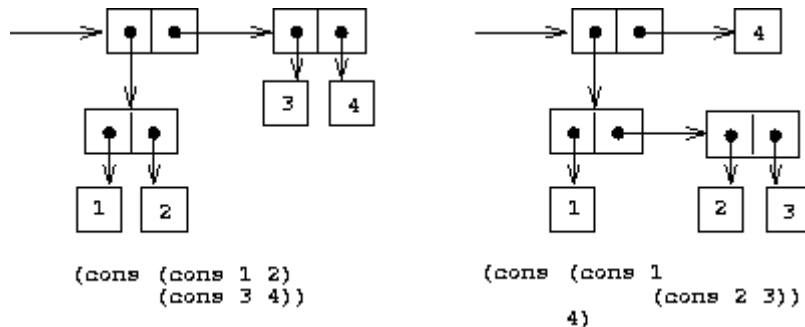 4
3 4
1 2
1 2 3
(cons (cons 1 2)
(cons 3 4))
(cons (cons 1
(cons 2 3))
4)